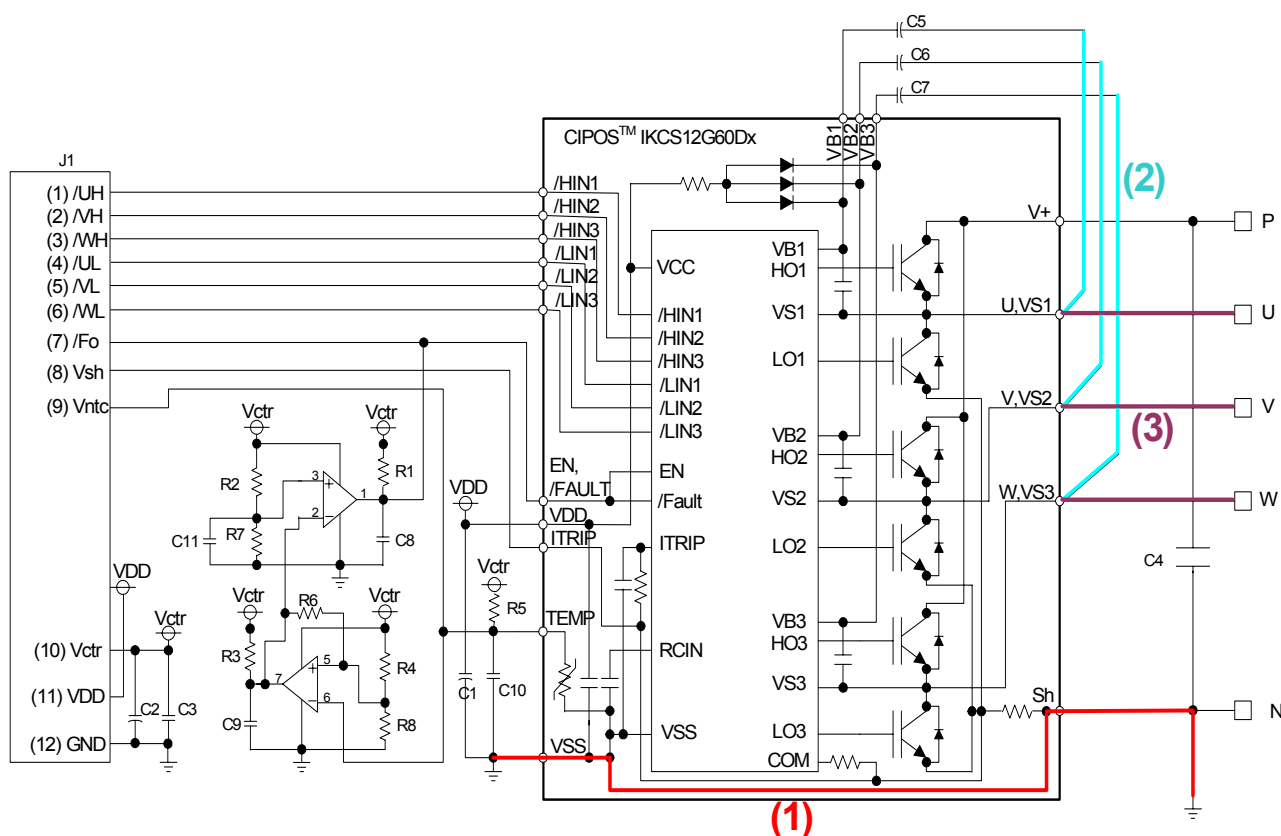 C5
C6
C7
CIPOS™ IKCS12G60Dx
VB1
VB2
VB3
J1
(1) /UH
(2) /VH
(3) /WH
(4) /UL
(5) /VL
(6) /WL
(7) /Fo
(8) Vsh
(9) Vntc
(10) Vctr
(11) VDD
(12) GND
/HIN1
/HIN2
/HIN3
/LIN1
/LIN2
/LIN3
EN,
/FAULT
VDD
ITRIP
TEMP
VSS
VCC
/HIN1
/HIN2
/HIN3
/LIN1
/LIN2
/LIN3
EN
/Fault
ITRIP
RCIN
VSS
VB1
HO1
VS1
LO1
VB2
HO2
VS2
LO2
VB3
HO3
VS3
LO3
COM
V+
U,VS1
V,VS2
W,VS3
Sh
(2)
(3)
(1)
P
U
V
W
N
C4
Vctr
Vctr
R2
R1
3
1
2
R7
C11
C8
VDD
VDD
Vctr
R5
Vctr
R6
Vctr
R3
5
7
6
R4
R8
C9
C1
C10
Vctr
C2
C3